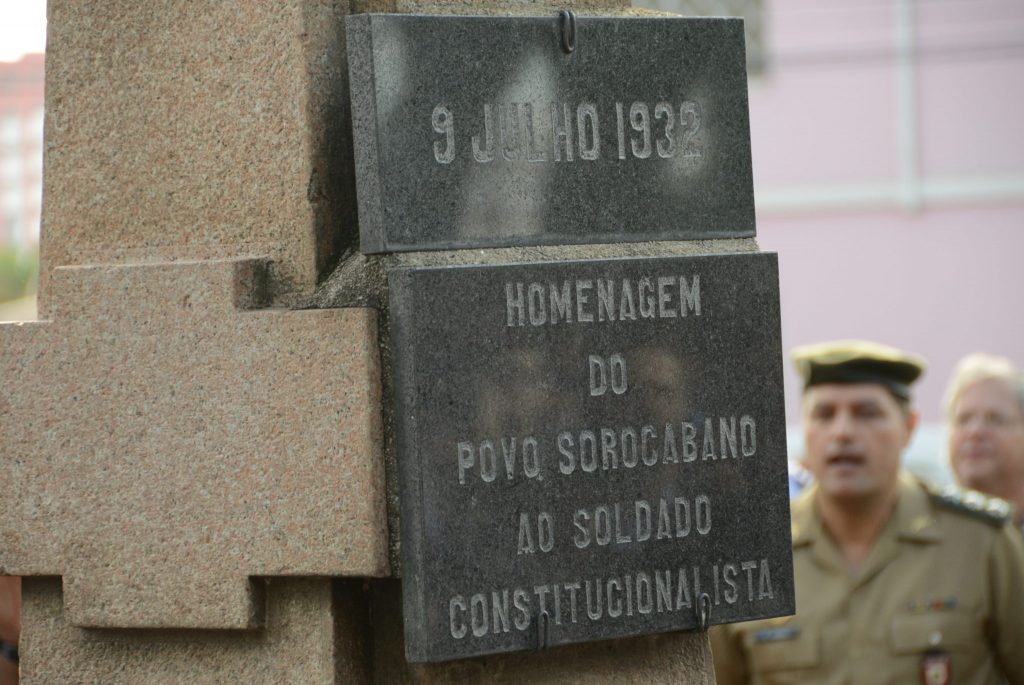 9 JULHO 1932
HOMENAGEM
DO
POVO SOROCABANO
AO SOLDADO
CONSTITUCIONALISTA